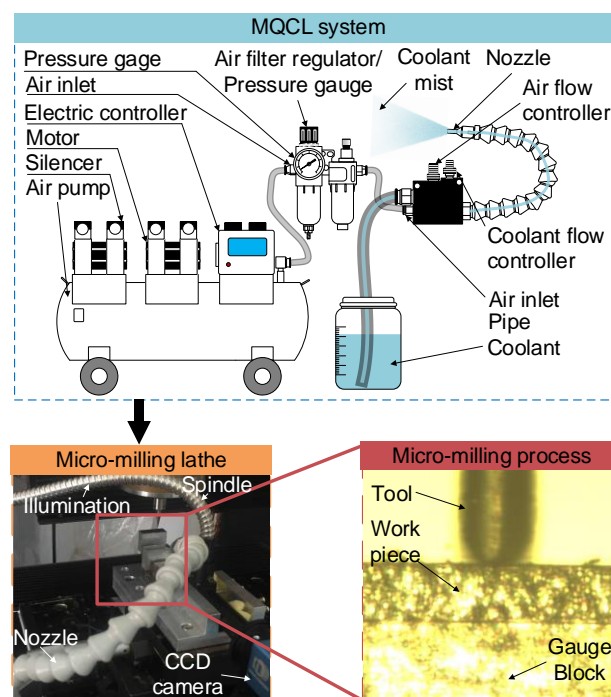 MQCL system
Pressure gage
Air inlet
Electric controller
Motor
Silencer
Air pump
Air filter regulator/
Pressure gauge
Coolant
mist
Nozzle
Air flow
controller
Coolant flow
controller
Air inlet
Pipe
Coolant
Micro-milling lathe
Spindle
Illumination
Nozzle
CCD
camera
Micro-milling process
Tool
Work
piece
Gauge
Block